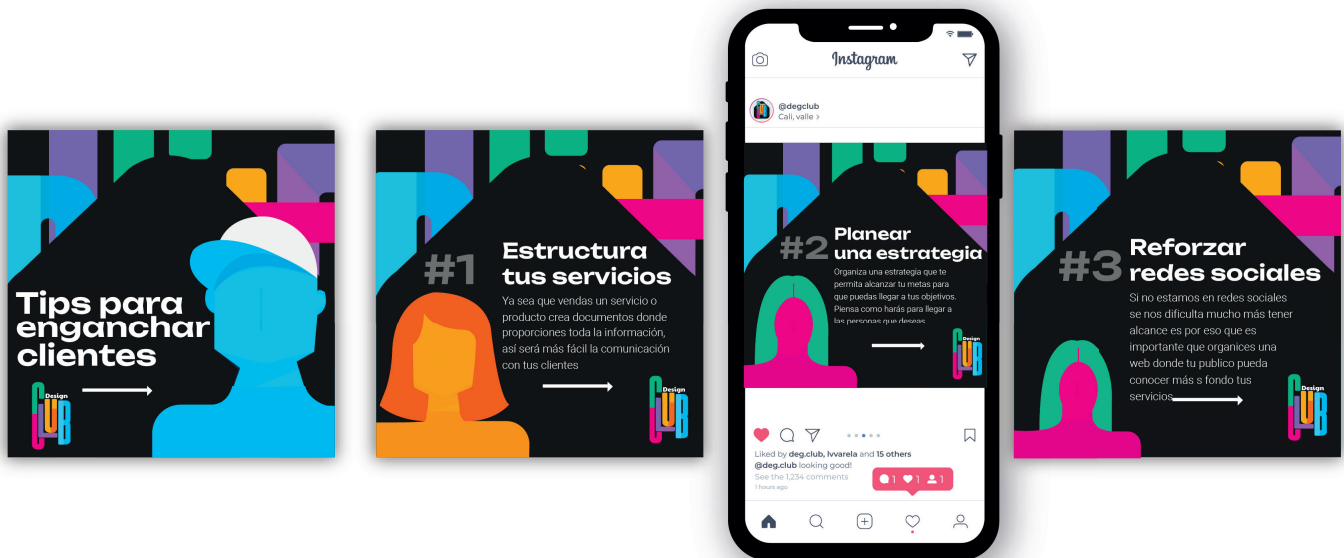 Tips para
enganchar
clientes
Design
CLUB
#1
Estructura
tus servicios
Ya sea que vendas un servicio o
producto crea documentos donde
proporciones toda la información,
así será más fácil la comunicación
con tus clientes
Design
CLUB
Instagram
@degclub
Cali, valle >
#2
Planear
una estrategia
Organiza una estrategia que te
permita alcanzar tu metas para
que puedas llegar a tus objetivos.
Piensa como harás para llegar a
las personas que deseas
Design
CLUB
Liked by deg.club, lvvarela and 15 others
@deg.club looking good!
See the 1,234 comments
1 hours ago
1 1 1
#3
Reforzar
redes sociales
Si no estamos en redes sociales
se nos dificulta mucho más tener
alcance es por eso que es
importante que organices una
web donde tu publico pueda
conocer más s fondo tus
servicios
Design
CLUB